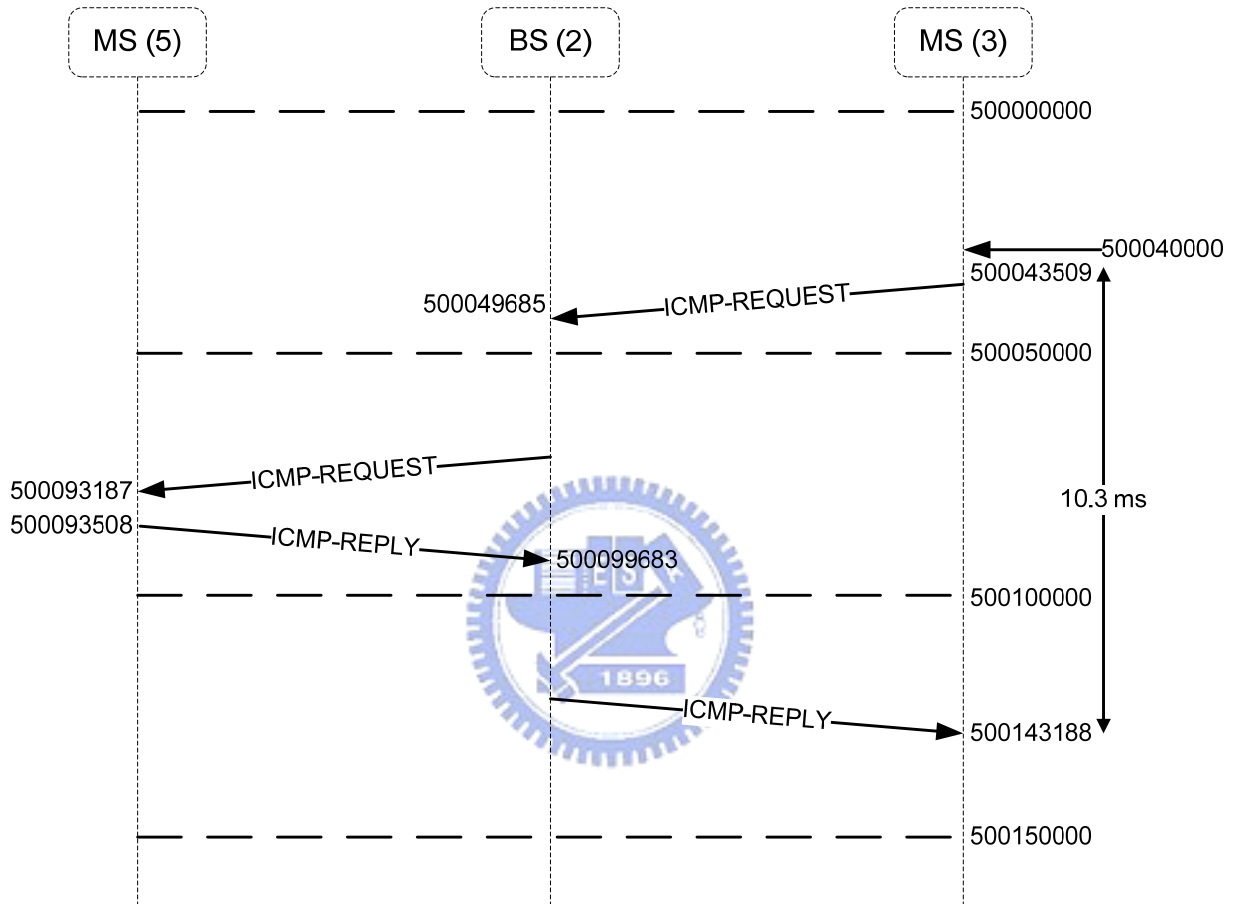 MS (5)
BS (2)
MS (3)
500000000
500040000
500043509
ICMP-REQUEST
500049685
500050000
ICMP-REQUEST
500093187
10.3 ms
500093508
ICMP-REPLY
500099683
ES
500100000
1896
ICMP-REPLY
500143188
500150000